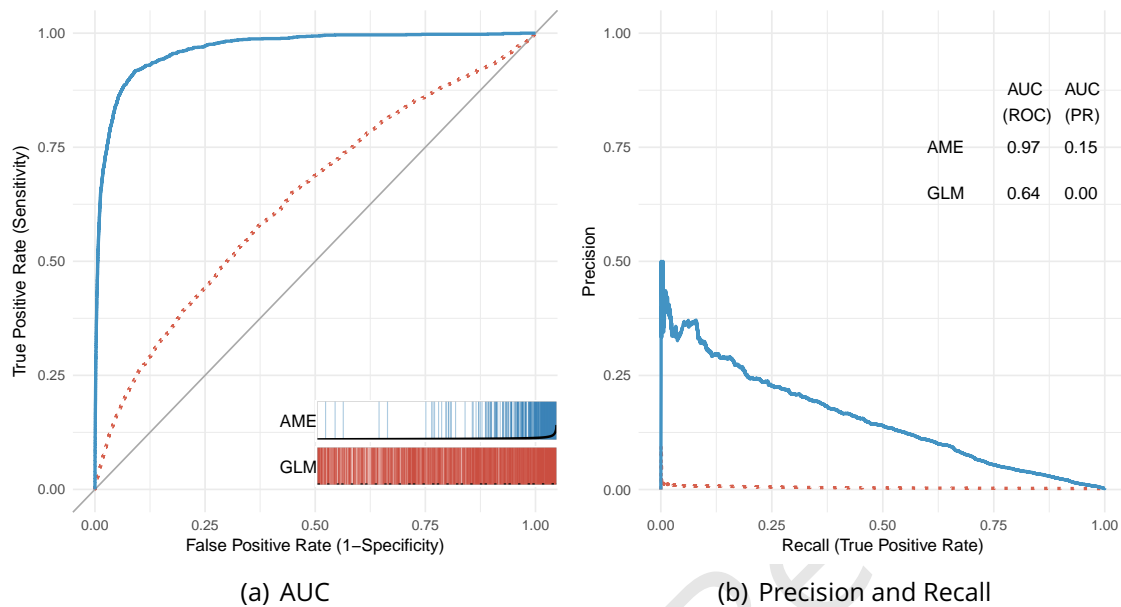 1.00
0.75
0.50
0.25
0.00
True Positive Rate (Sensitivity)
AME
GLM
0.00 0.25 0.50 0.75 1.00
False Positive Rate (1−Specificity)
(a) AUC
1.00
0.75
0.50
0.25
0.00
Precision
AUC AUC
(ROC) (PR)
AME 0.97 0.15
GLM 0.64 0.00
0.00 0.25 0.50 0.75 1.00
Recall (True Positive Rate)
(b) Precision and Recall